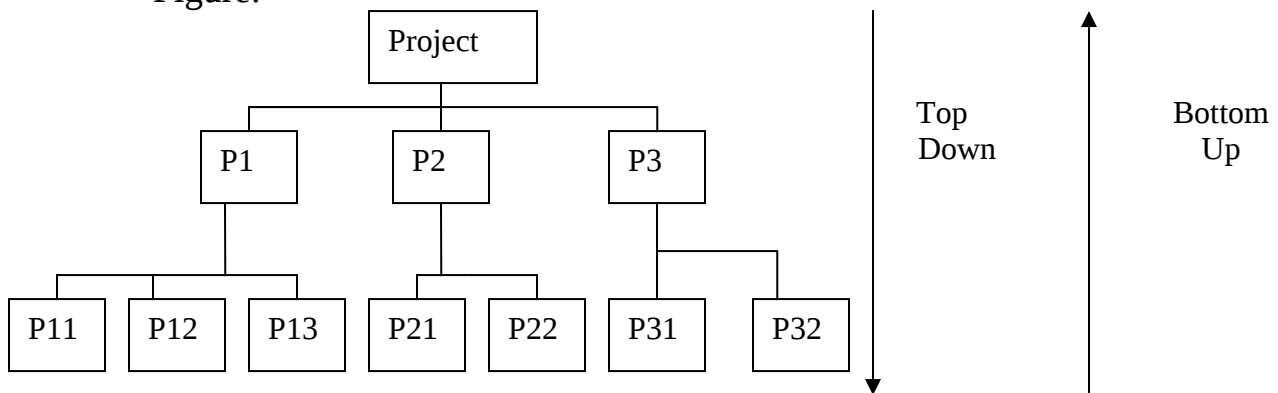 Figure:
Project
P1
P2
P3
Top
Down
Bottom
Up
P11
P12
P13
P21
P22
P31
P32